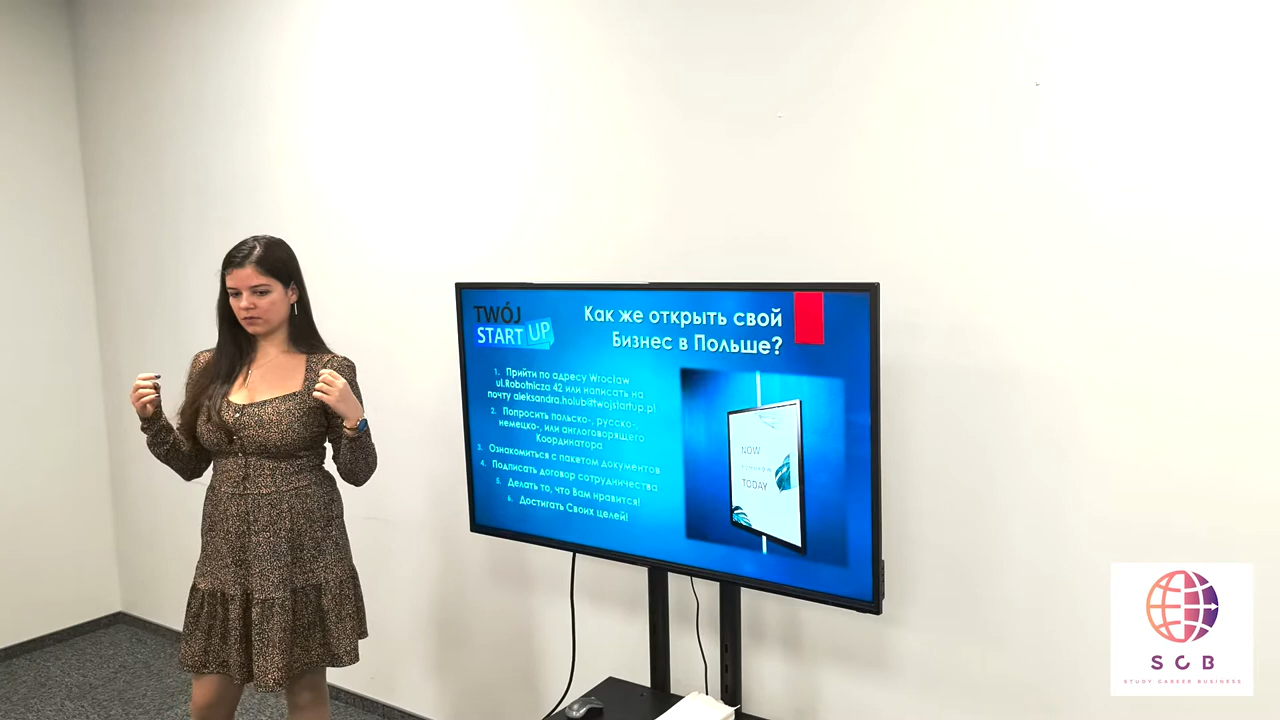 TWÓJ
START UP
Как же открыть свой
Бизнес в Польше?
1. Прийти по адресу Wrocław
ul.Robotnicza 42 или написать на
почту aleksandra.holub@twojstartup.pl
2. Попросить польско-, русско-,
немецко-, или англоговорящего
Координатора
3. Ознакомиться с пакетом документов
4. Подписать договор сотрудничества
5. Делать то, что Вам нравится!
6. Достигать Своих целей!
NOW
TODAY
SCB
STUDY CAREER BUSINESS